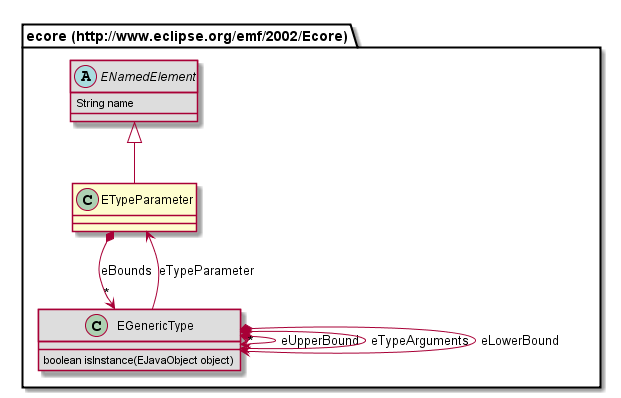 ecore (http://www.eclipse.org/emf/2002/Ecore)
A ENamedElement
String name
C ETypeParameter
eBounds eTypeParameter
*
C EGenericType
boolean isInstance(EJavaObject object)
* eUpperBound eTypeArguments eLowerBound